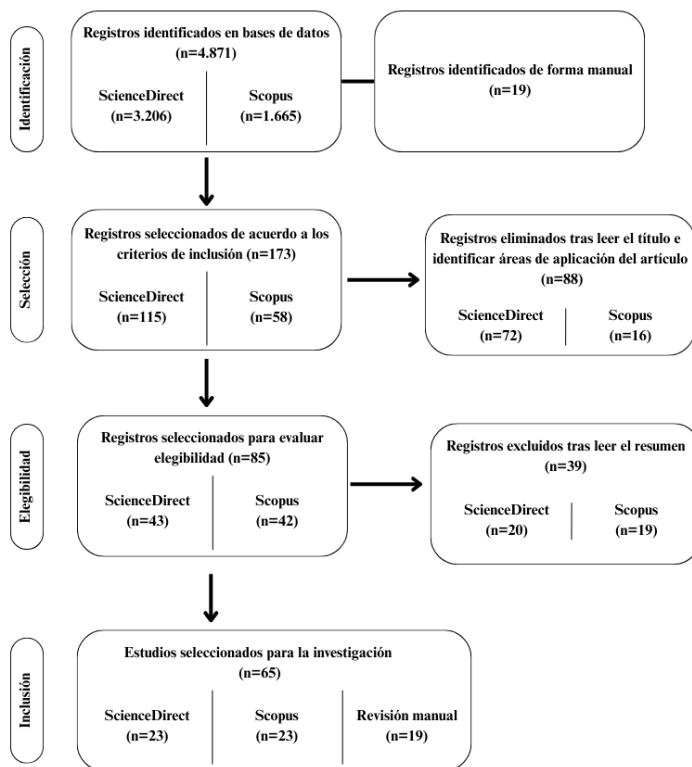 Identificación
Registros identificados en bases de datos
(n=4.871)
ScienceDirect
(n=3.206)
Scopus
(n=1.665)
Registros identificados de forma manual
(n=19)
Selección
Registros seleccionados de acuerdo a los
criterios de inclusión (n=173)
ScienceDirect
(n=115)
Scopus
(n=58)
Registros eliminados tras leer el título e
identificar áreas de aplicación del artículo
(n=88)
ScienceDirect
(n=72)
Scopus
(n=16)
Elegibilidad
Registros seleccionados para evaluar
elegibilidad (n=85)
ScienceDirect
(n=43)
Scopus
(n=42)
Registros excluidos tras leer el resumen
(n=39)
ScienceDirect
(n=20)
Scopus
(n=19)
Inclusión
Estudios seleccionados para la investigación
(n=65)
ScienceDirect
(n=23)
Scopus
(n=23)
Revisión manual
(n=19)